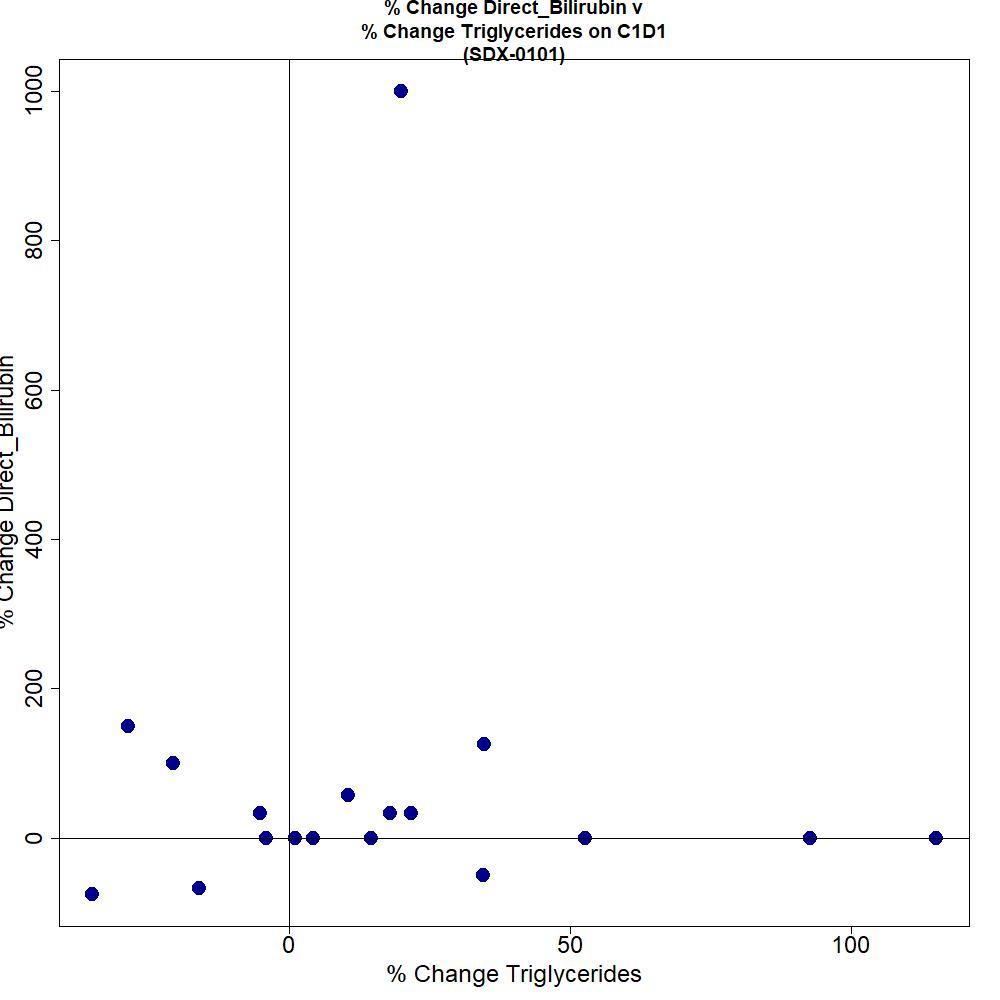 % Change Direct_Bilirubin v
% Change Triglycerides on C1D1
(SDX-0101)
1000
800
600
400
200
0
% Change Direct_Bilirubin
0 50 100
% Change Triglycerides